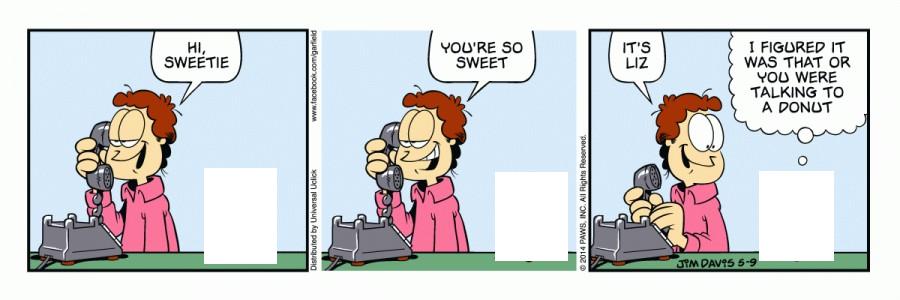 HI,
SWEETIE
www.facebook.com/garfield
Distributed by Universal Uclick
YOU'RE SO
SWEET
© 2014 PAWS, INC. All Rights Reserved.
IT'S
LIZ
I FIGURED IT
WAS THAT OR
YOU WERE
TALKING TO
A DONUT
JIM DAVIS 5-9